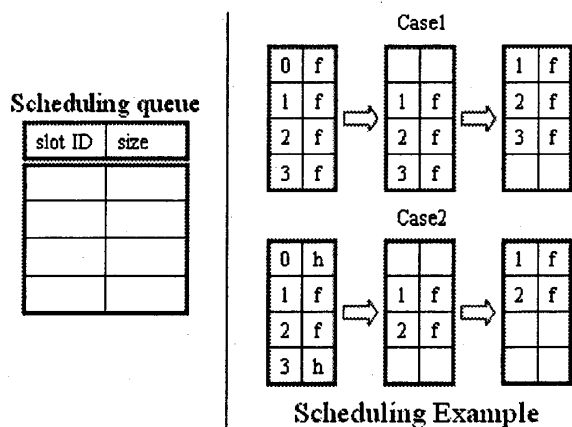 Scheduling queue
slot ID size
Case1
0 f
1 f
2 f
3 f
1 f
2 f
3 f
1 f
2 f
3 f
Case2
0 h
1 f
2 f
3 h
1 f
2 f
1 f
2 f
Scheduling Example